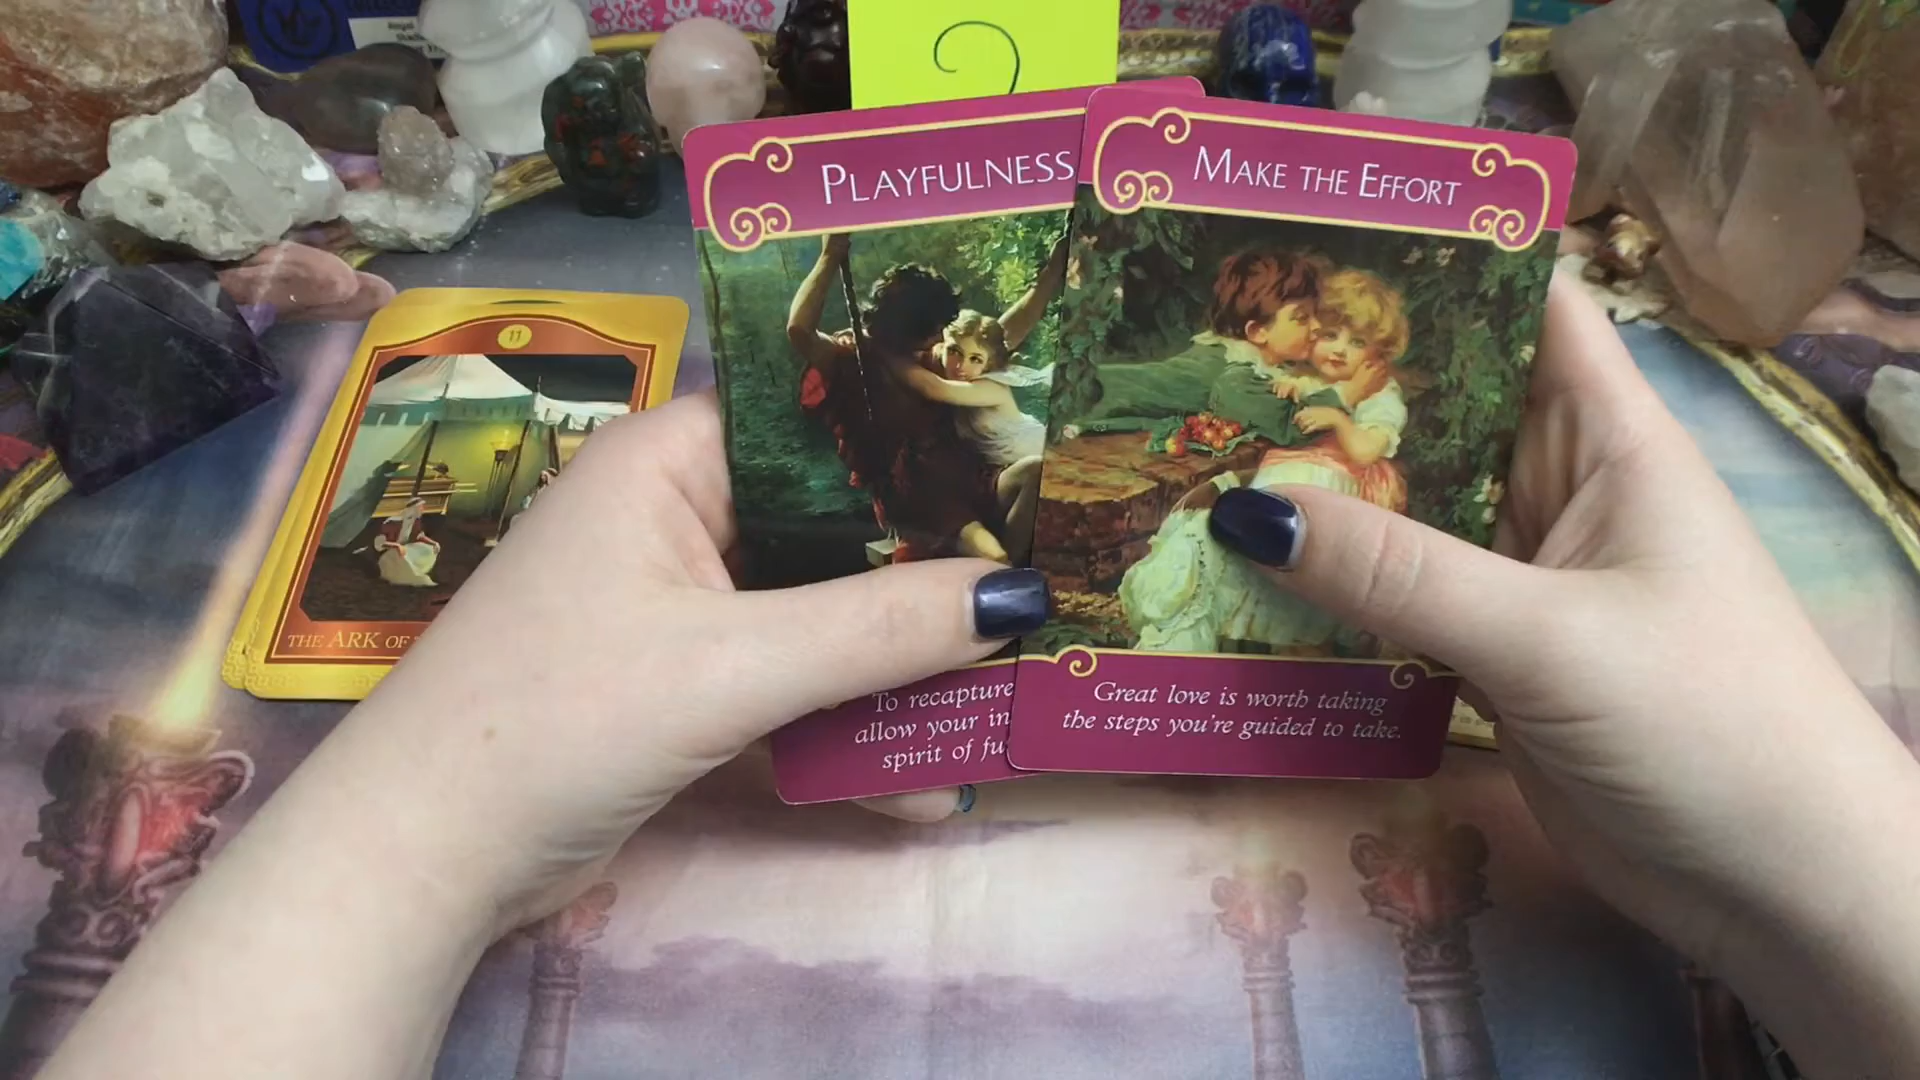 2
PLAYFULNESS
MAKE THE EFFORT
11
THE ARK OF
To recapture
allow your in
spirit of fu
Great love is worth taking
the steps you're guided to take.